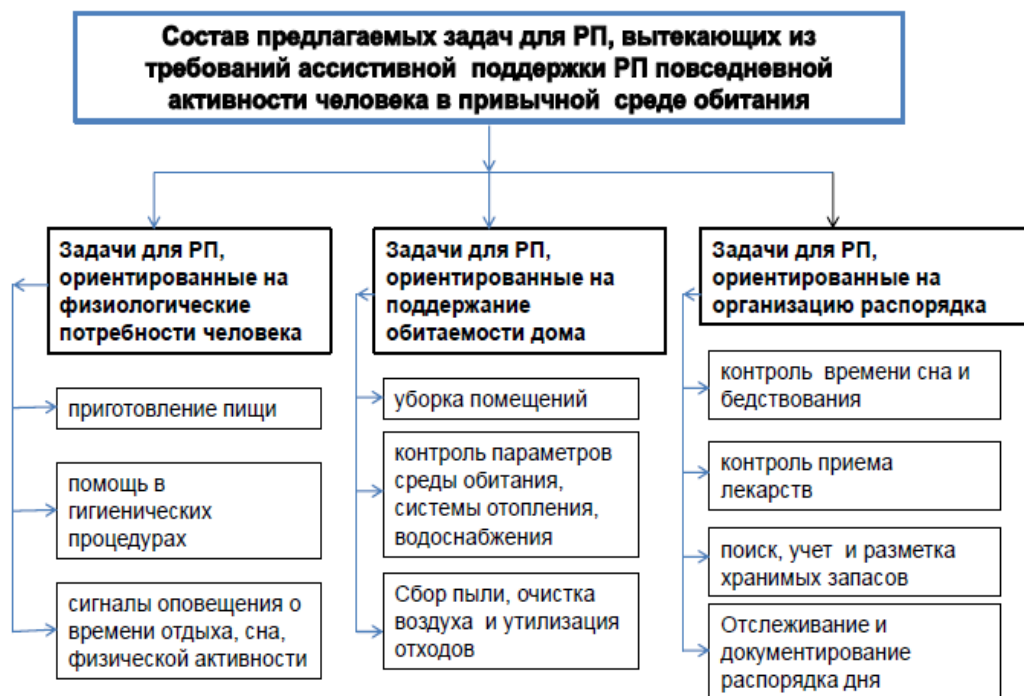 Состав предлагаемых задач для РП, вытекающих из
требований ассистивной поддержки РП повседневной
активности человека в привычной среде обитания
Задачи для РП,
ориентированные на
физиологические
потребности человека
приготовление пищи
помощь в
гигиенических
процедурах
сигналы оповещения о
времени отдыха, сна,
физической активности
Задачи для РП,
ориентированные на
поддержание
обитаемости дома
уборка помещений
контроль параметров
среды обитания,
системы отопления,
водоснабжения
Сбор пыли, очистка
воздуха и утилизация
отходов
Задачи для РП,
ориентированные на
организацию распорядка
контроль времени сна и
бедствования
контроль приема
лекарств
поиск, учет и разметка
хранимых запасов
Отслеживание и
документирование
распорядка дня